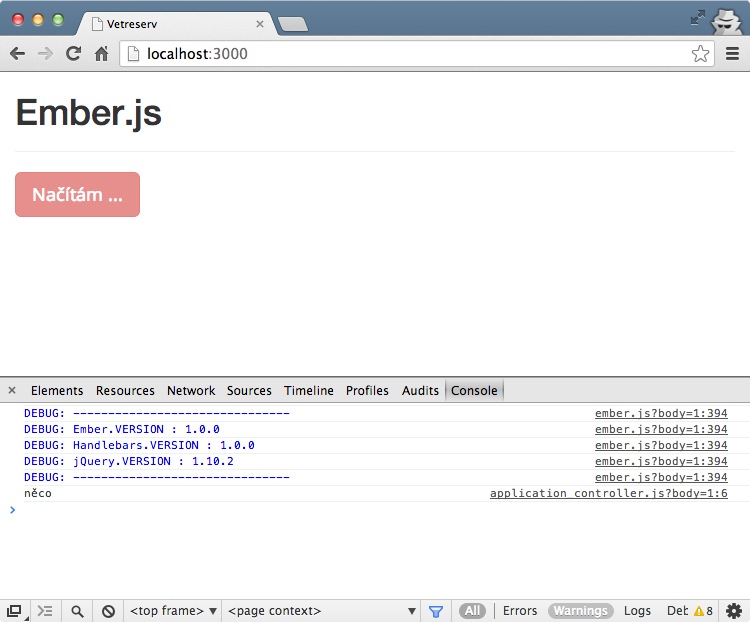 Vetreserv
localhost:3000
Ember.js
Načítám ...
Elements Resources Network Sources Timeline Profiles Audits Console
DEBUG: ------------------------------- ember.js?body=1:394
DEBUG: Ember.VERSION : 1.0.0 ember.js?body=1:394
DEBUG: Handlebars.VERSION : 1.0.0 ember.js?body=1:394
DEBUG: jQuery.VERSION : 1.10.2 ember.js?body=1:394
DEBUG: ------------------------------- ember.js?body=1:394
něco application_controller.js?body=1:6
<top frame> <page context> All Errors Warnings Logs Deb 8